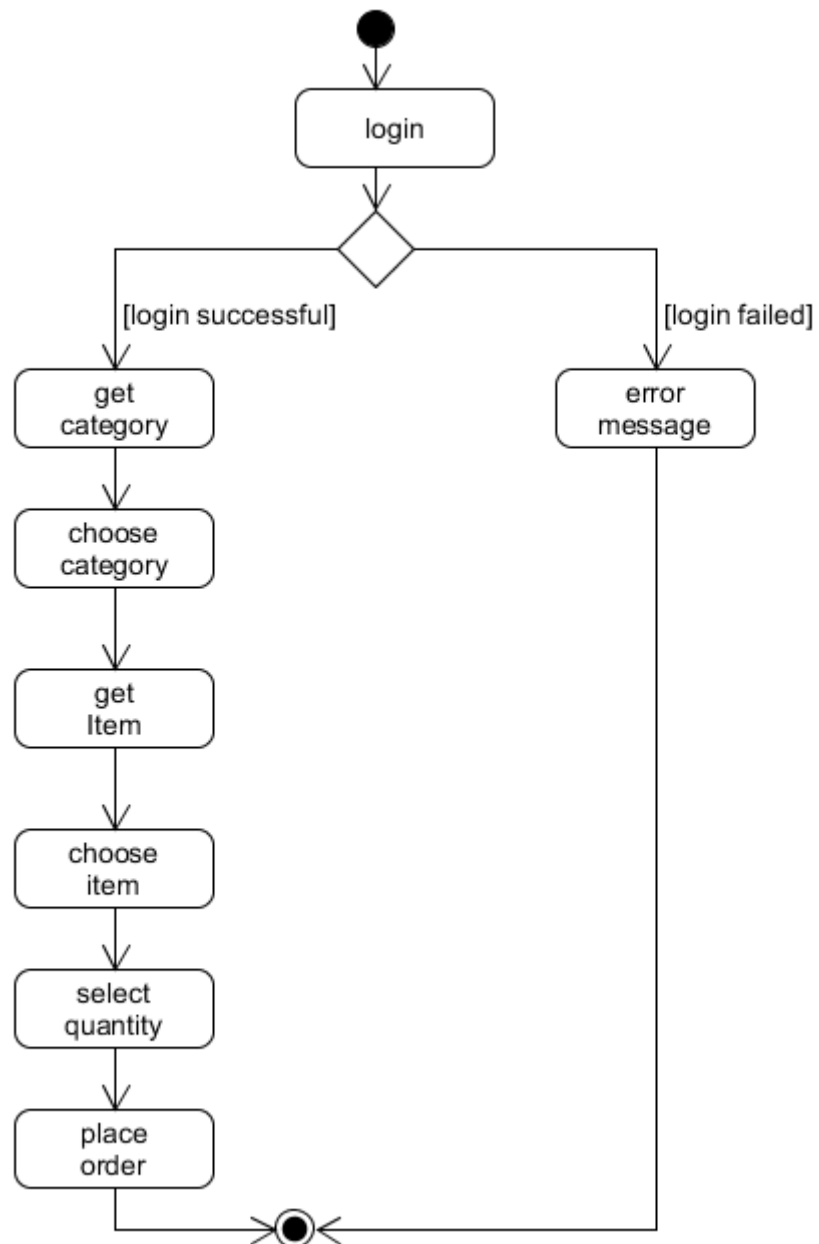 login
[login successful]
[login failed]
get
category
error
message
choose
category
get
Item
choose
item
select
quantity
place
order